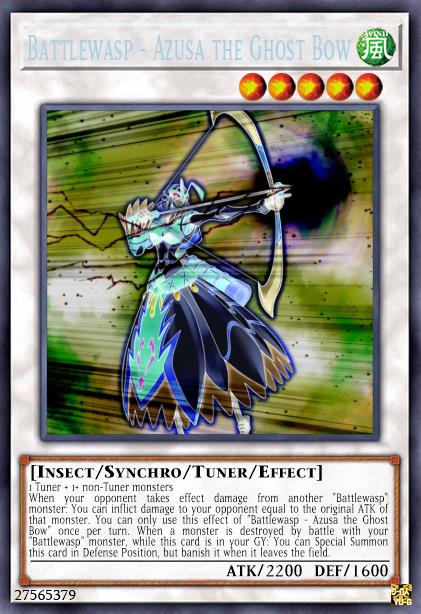 Battlewasp - Azusa the Ghost Bow
WIND
風
[Insect/Synchro/Tuner/Effect]
1 Tuner + 1+ non-Tuner monsters
When your opponent takes effect damage from another "Battlewasp"
monster: You can inflict damage to your opponent equal to the original ATK of
that monster. You can only use this effect of "Battlewasp - Azusa the Ghost
Bow" once per turn. When a monster is destroyed by battle with your
"Battlewasp" monster, while this card is in your GY: You can Special Summon
this card in Defense Position, but banish it when it leaves the field.
ATK/2200 DEF/1600
27565379